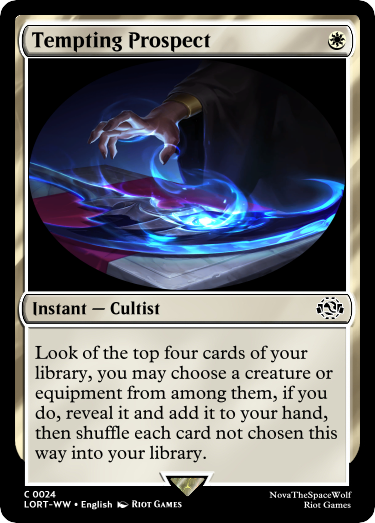 Tempting Prospect
Instant — Cultist
Look of the top four cards of your
library, you may choose a creature or
equipment from among them, if you
do, reveal it and add it to your hand,
then shuffle each card not chosen this
way into your library.
C 0024
LORT-WW • English RIOT GAMES
NovaTheSpaceWolf
Riot Games